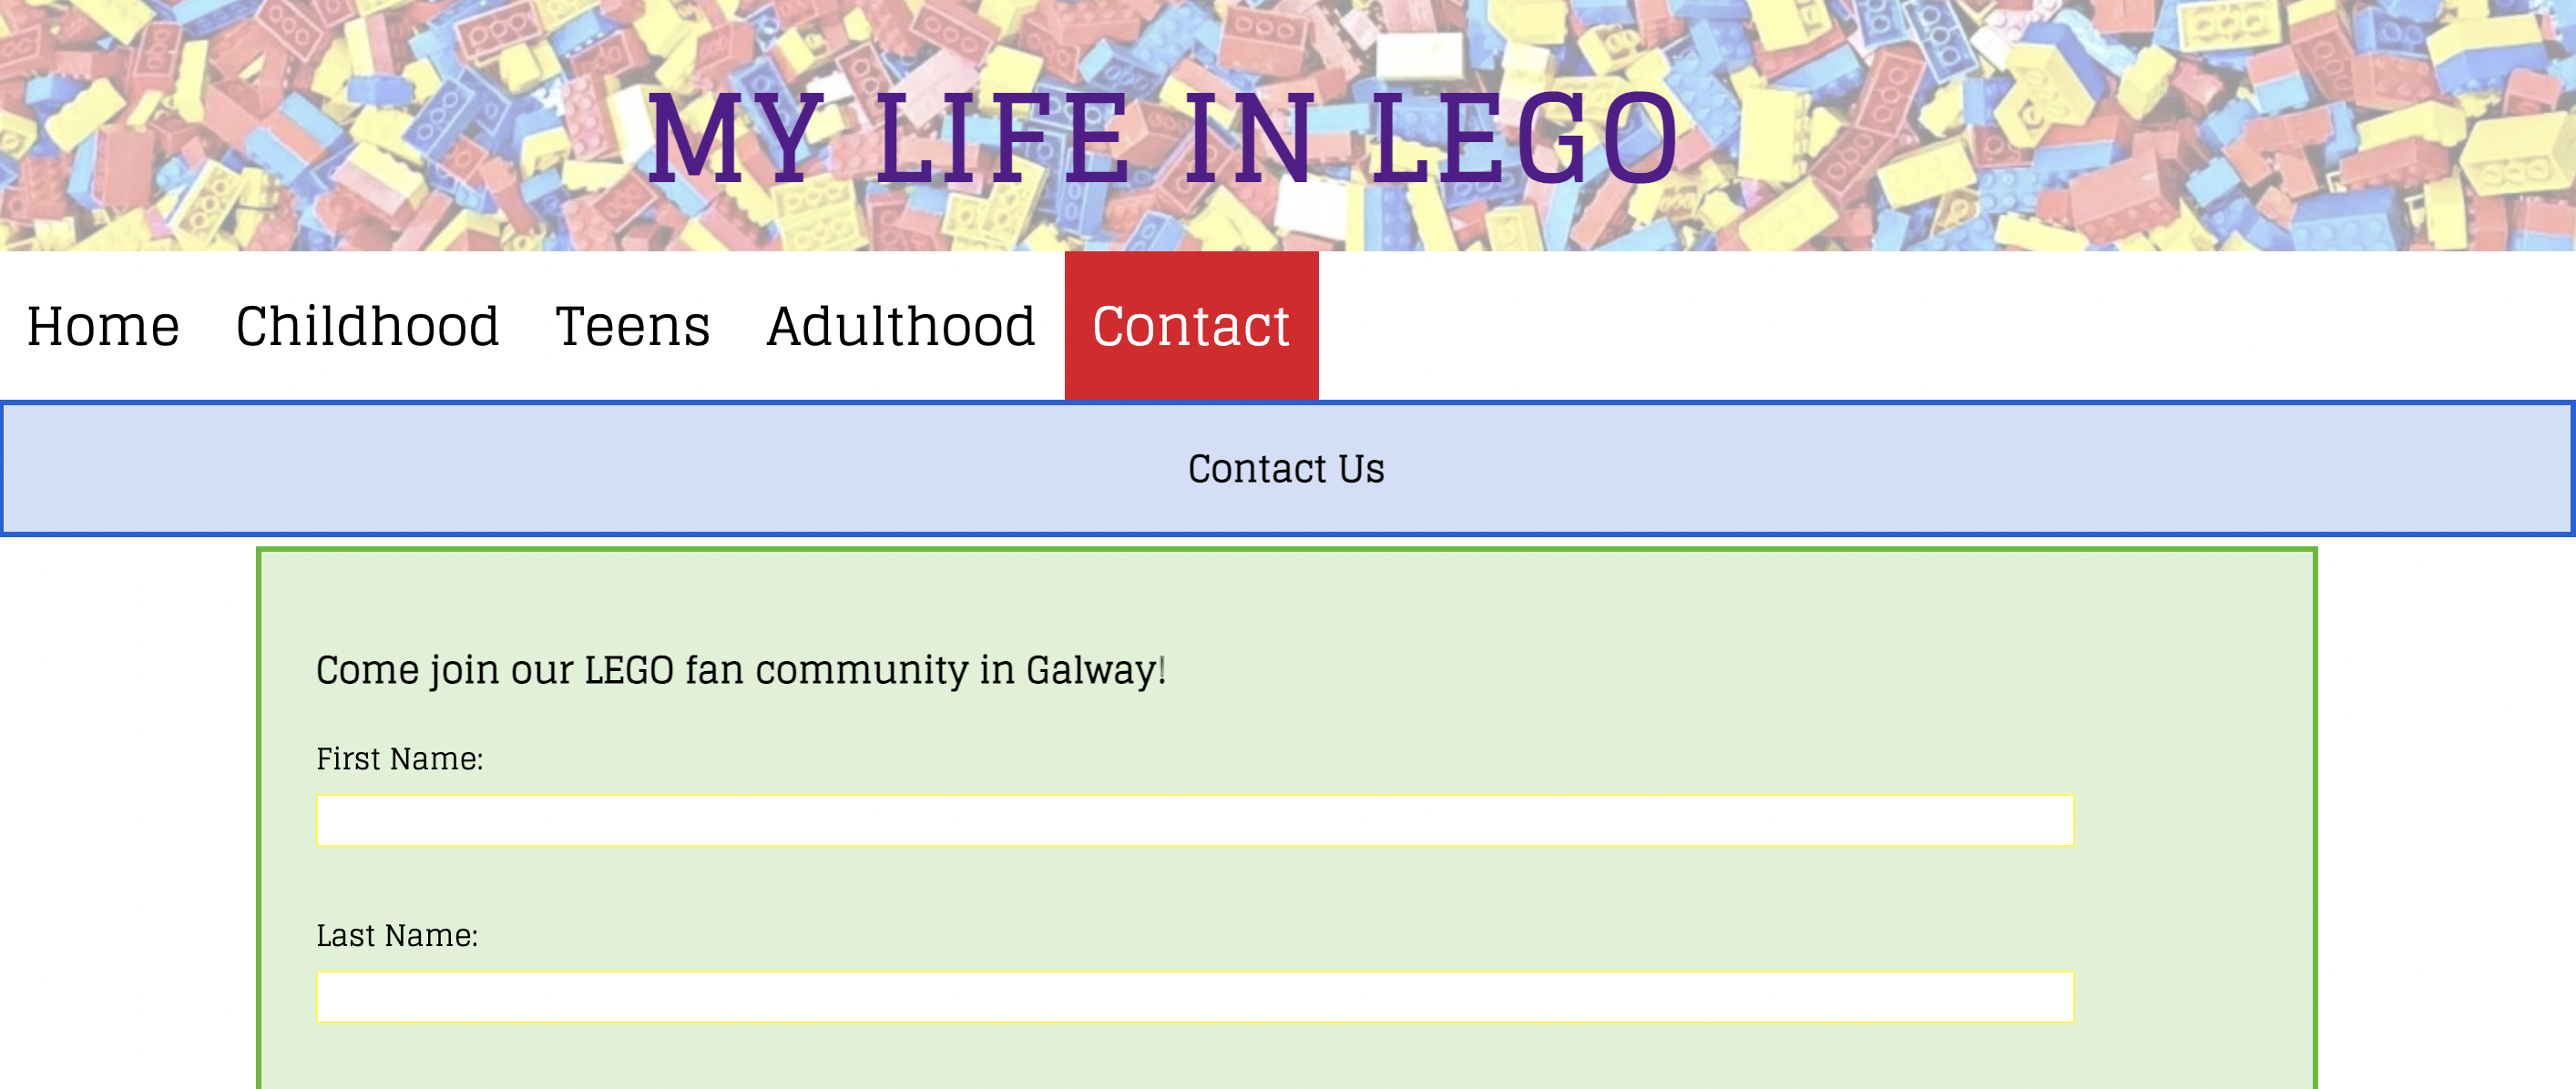 MY LIFE IN LEGO
Home Childhood Teens Adulthood Contact
Contact Us
Come join our LEGO fan community in Galway!
First Name:
Last Name: